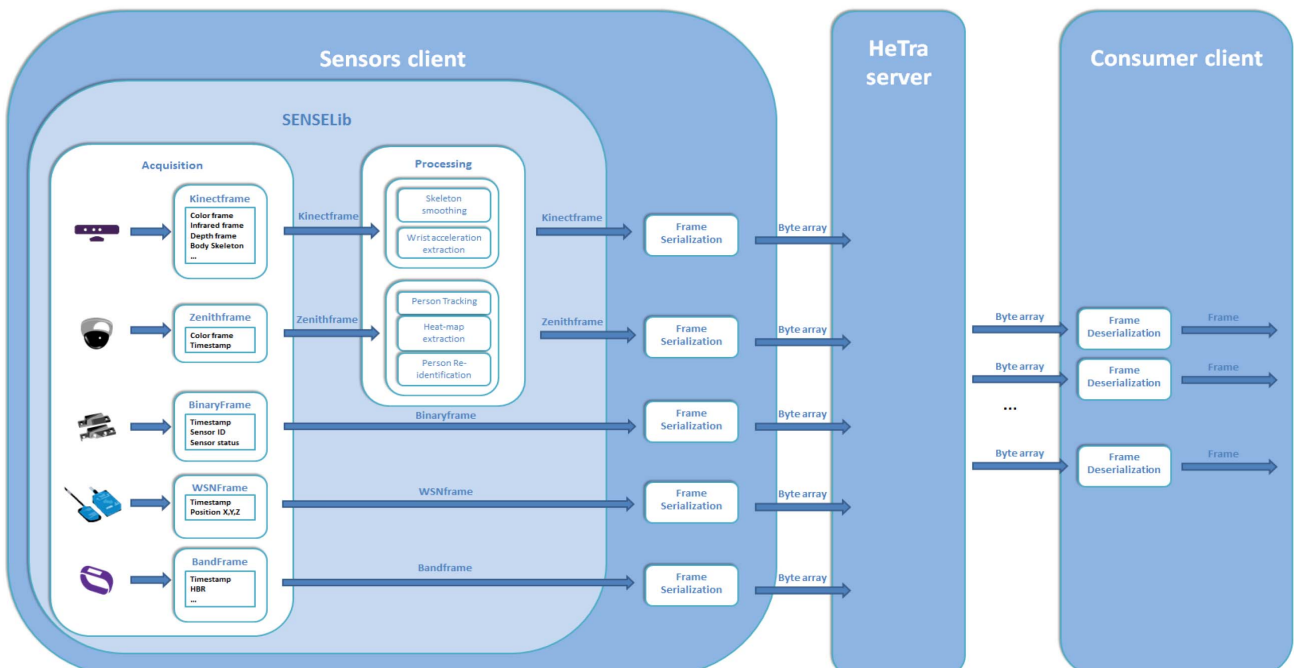 Sensors client
HeTra
server
Consumer client
SENSELib
Acquisition
Processing
Kinectframe
Color frame
Infrared frame
Depth frame
Body Skeleton
...
Kinectframe
Skeleton
smoothing
Wrist acceleration
extraction
Kinectframe
Frame
Serialization
Byte array
Zenithframe
Color frame
Timestamp
Zenithframe
Person Tracking
Heat-map
extraction
Person Re-
identification
Zenithframe
Frame
Serialization
Byte array
BinaryFrame
Timestamp
Sensor ID
Sensor status
Binaryframe
Frame
Serialization
Byte array
WSNFrame
Timestamp
Position X,Y,Z
WSNframe
Frame
Serialization
Byte array
BandFrame
Timestamp
HBR
...
Bandframe
Frame
Serialization
Byte array
Byte array
Frame
Deserialization
Frame
Byte array
Frame
Deserialization
Frame
...
Byte array
Frame
Deserialization
Frame